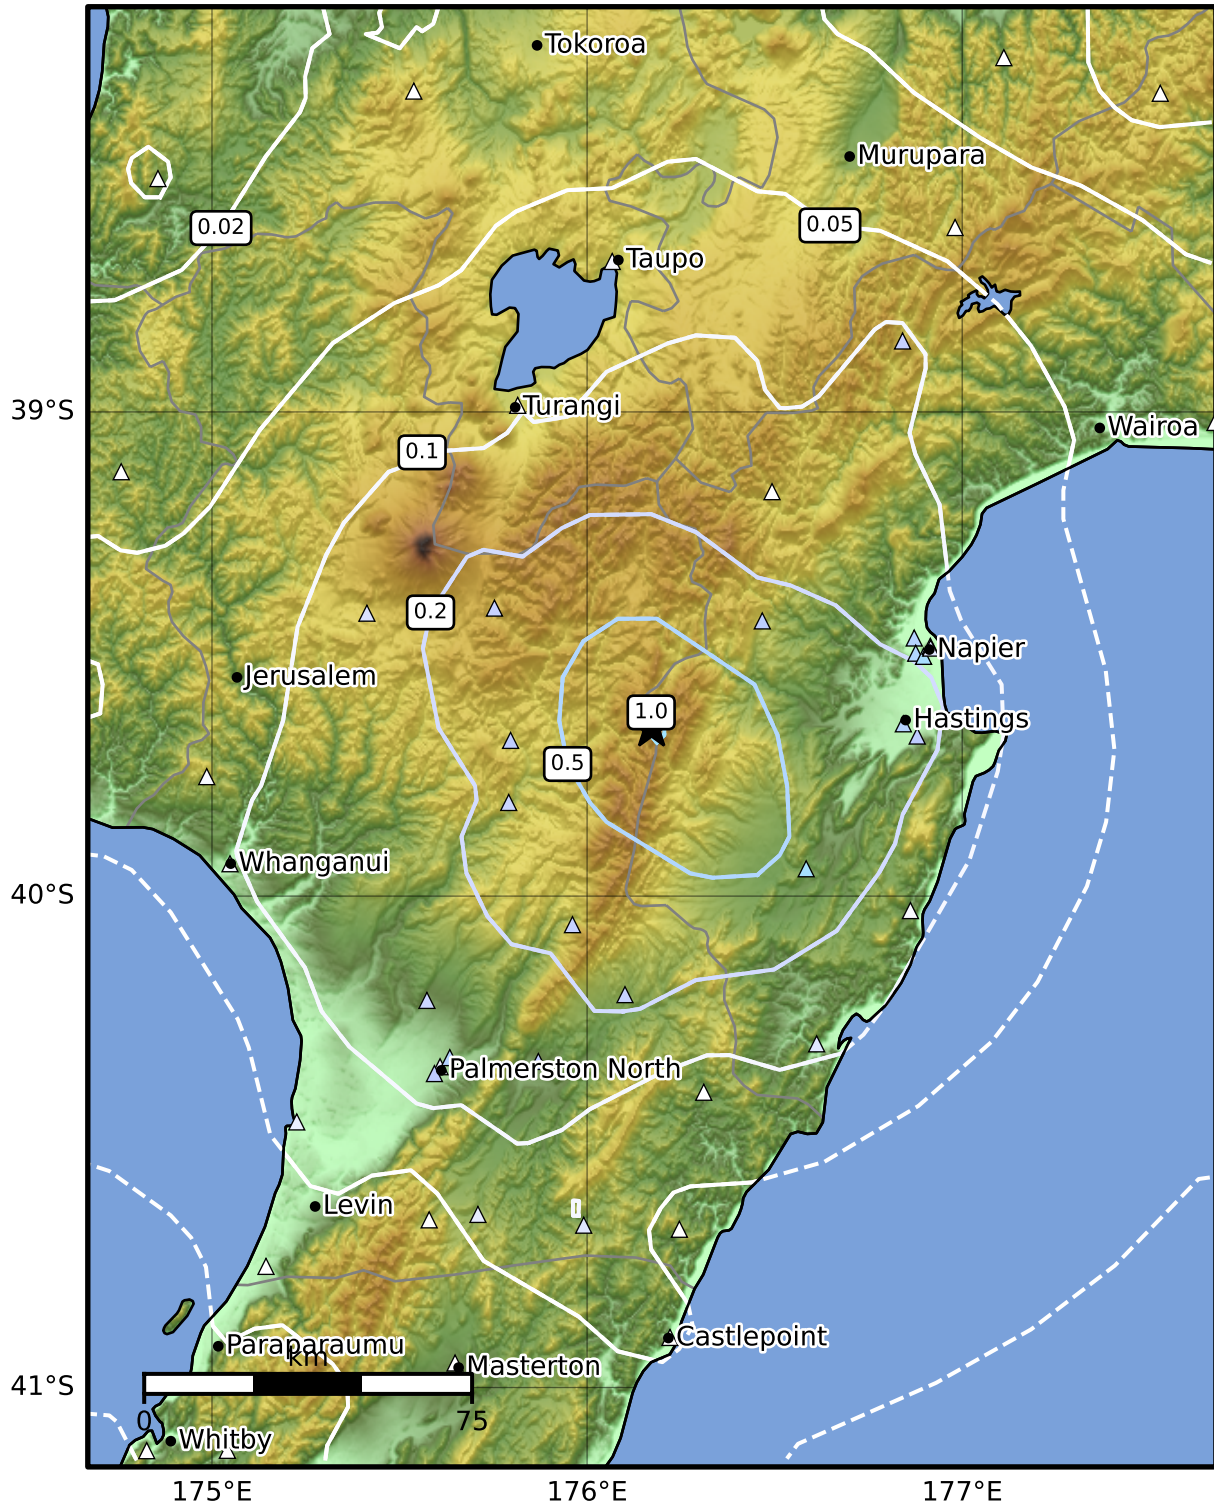 Tokoroa
Murupara
0.02
0.05
Taupo
39°S
Turangi
Wairoa
0.1
0.2
Napier
Jerusalem
1.0
Hastings
0.5
Whanganui
40°S
Palmerston North
Levin
Castlepoint
Paraparaumu
km
Masterton
41°S
0
75
Whitby
175°E
176°E
177°E